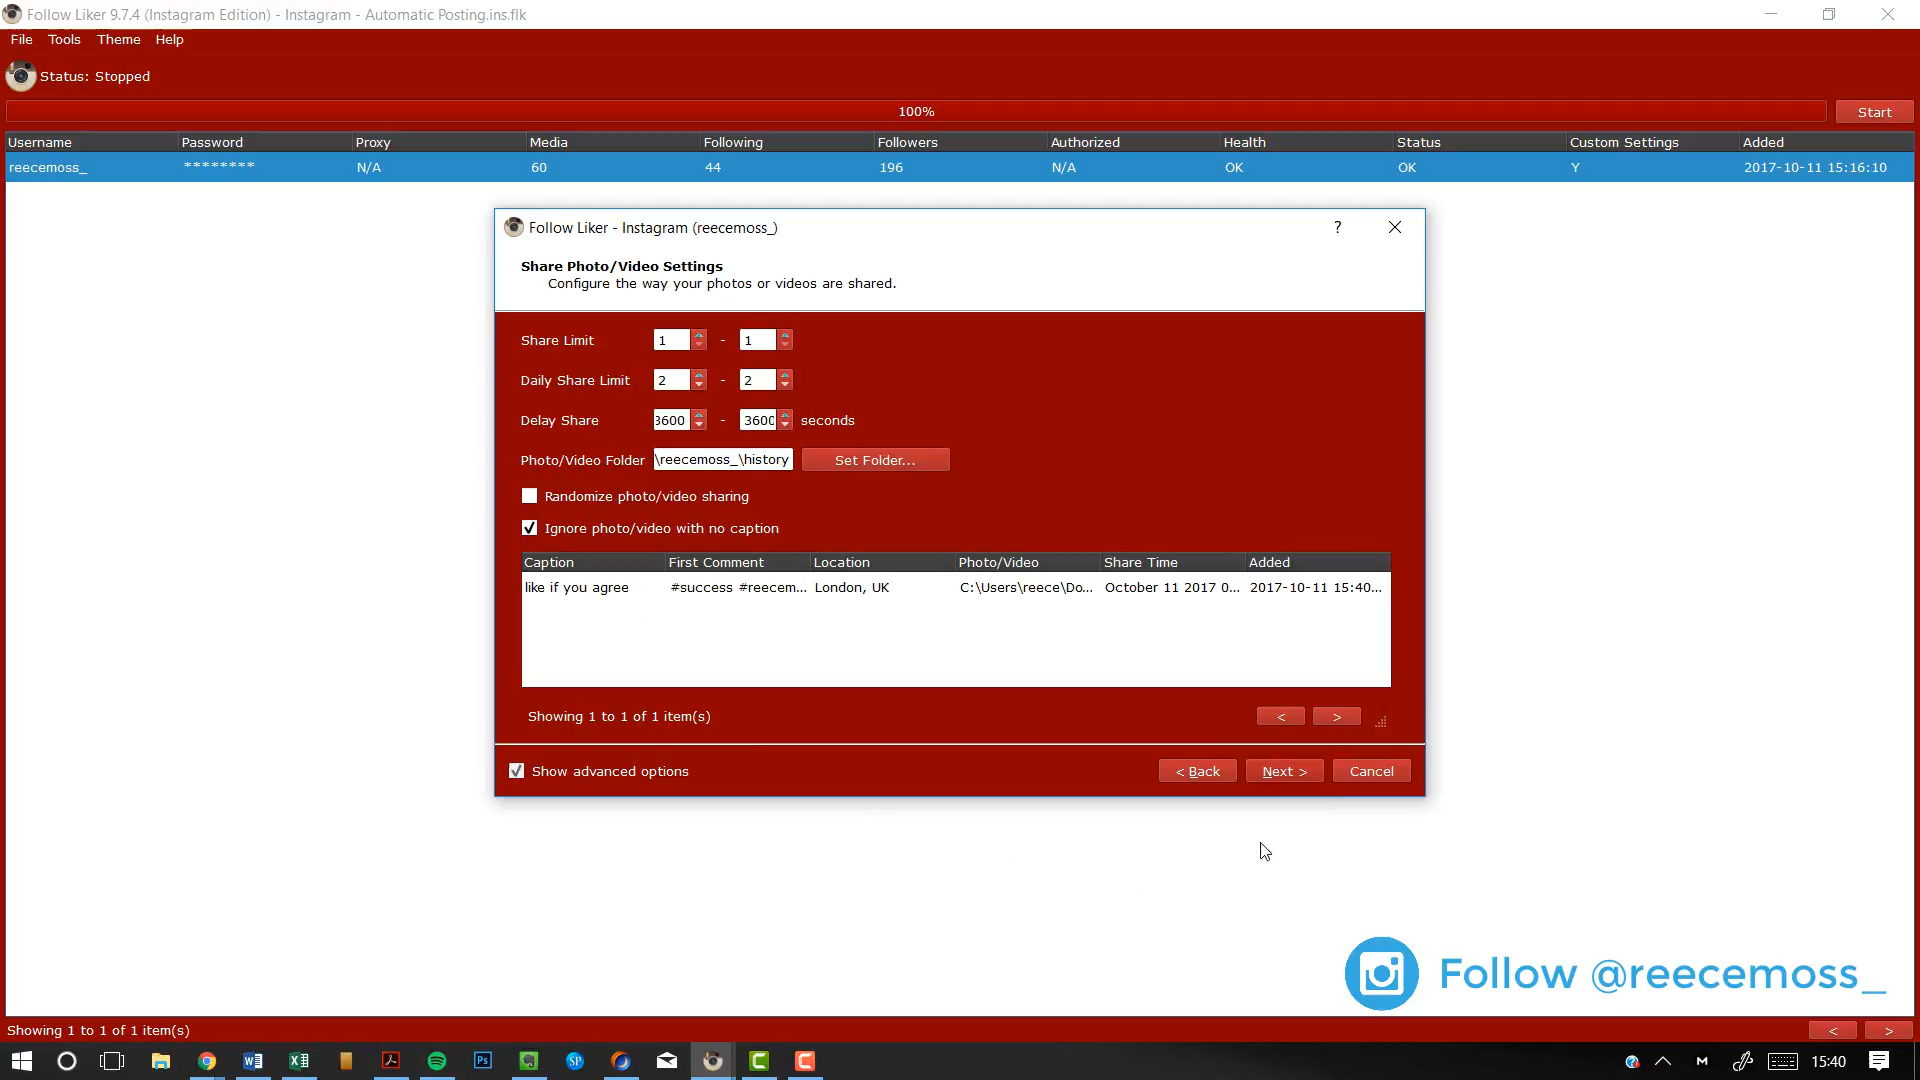 Follow Liker 9.7.4 (Instagram Edition) - Instagram - Automatic Posting.ins.flk
File Tools Theme Help
Status: Stopped
100% Start
Username Password Proxy Media Following Followers Authorized Health Status Custom Settings Added
reecemoss_ ******** N/A 60 44 196 N/A OK OK Y 2017-10-11 15:16:10
Follow Liker - Instagram (reecemoss_)
Share Photo/Video Settings
Configure the way your photos or videos are shared.
Share Limit 1 - 1
Daily Share Limit 2 - 2
Delay Share 3600 - 3600 seconds
Photo/Video Folder \reecemoss_\history Set Folder...
Randomize photo/video sharing
Ignore photo/video with no caption
Caption First Comment Location Photo/Video Share Time Added
like if you agree #success #reecem... London, UK C:\Users\reece\Do... October 11 2017 0... 2017-10-11 15:40...
Showing 1 to 1 of 1 item(s) < >
Show advanced options < Back Next > Cancel
Follow @reecemoss_
Showing 1 to 1 of 1 item(s) < >
15:40